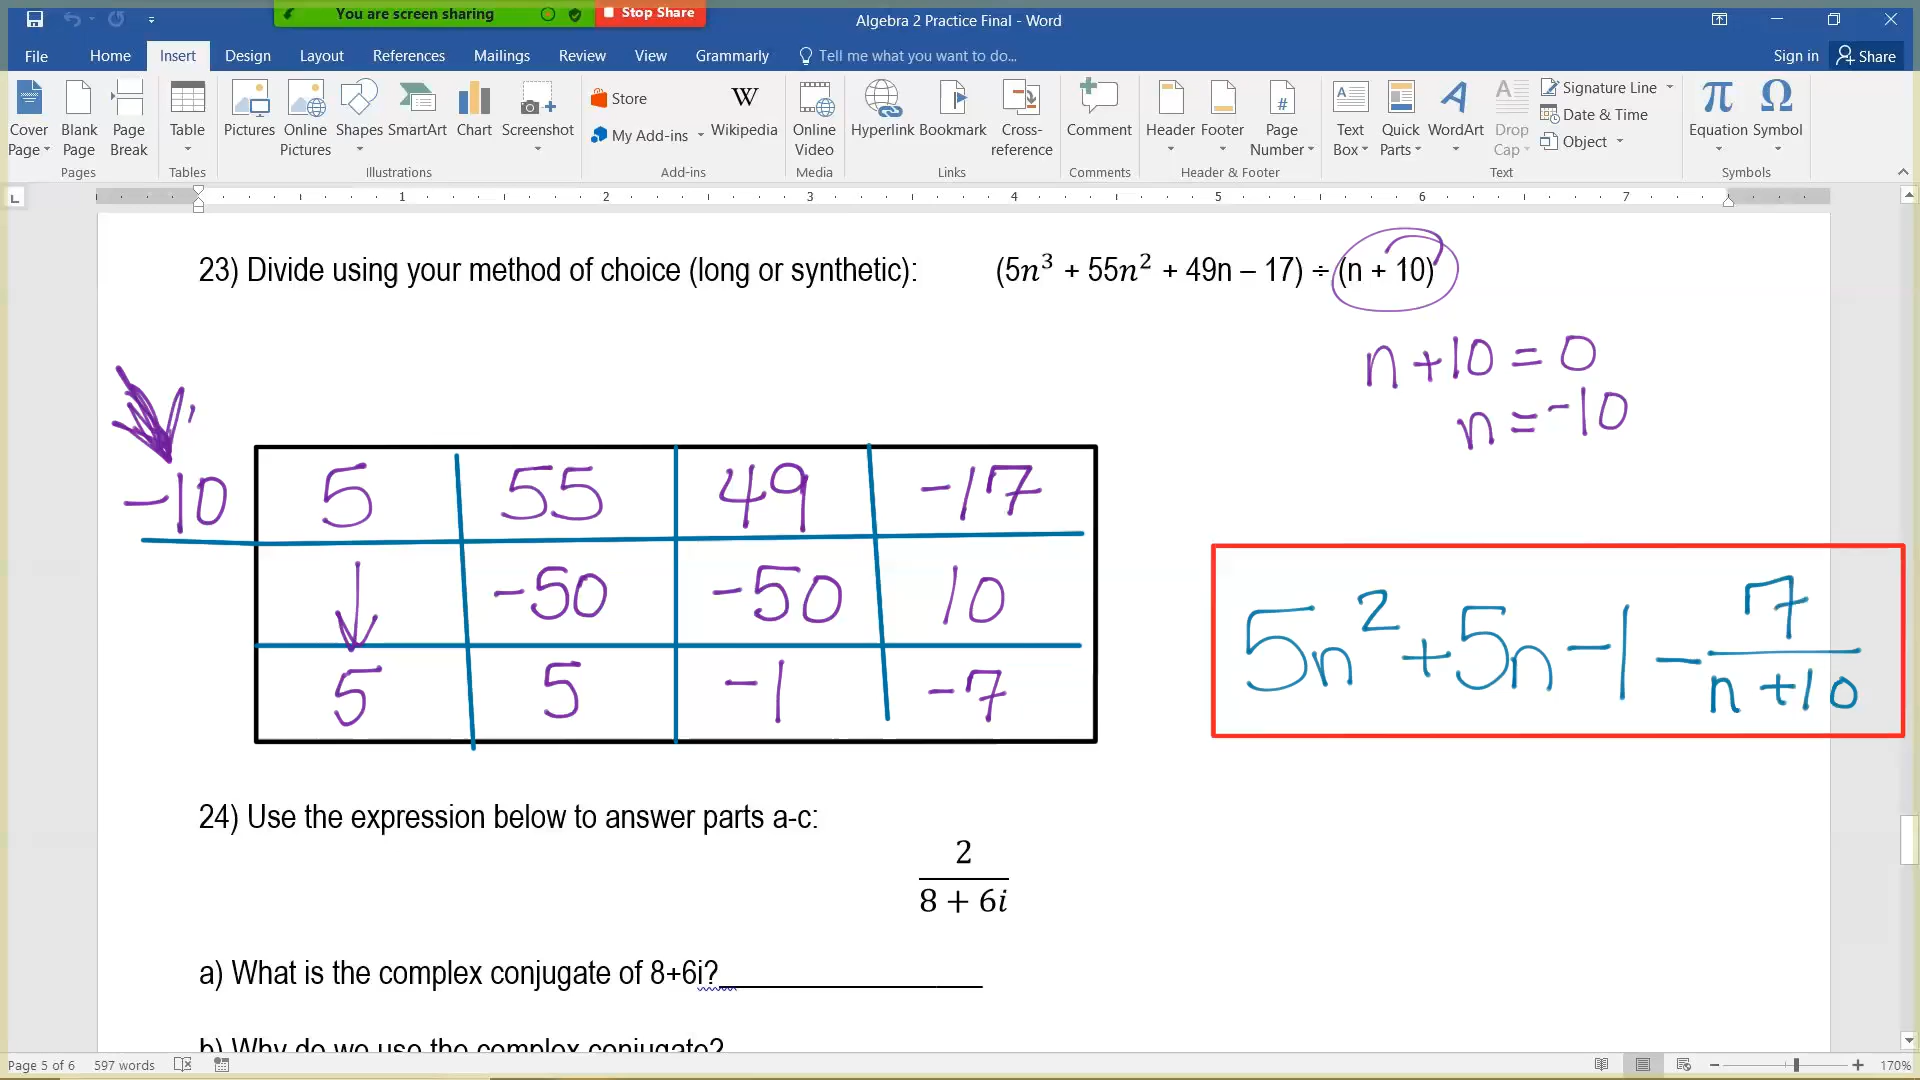 You are screen sharing
Stop Share
Algebra 2 Practice Final - Word
File Home Insert Design Layout References Mailings Review View Grammarly Tell me what you want to do... Sign in Share
Cover Page
Blank Page
Page Break
Pages
Table
Tables
Pictures
Online Pictures
Shapes
SmartArt
Chart
Screenshot
Illustrations
Store
My Add-ins
W
Wikipedia
Add-ins
Online Video
Media
Hyperlink
Bookmark
Cross-reference
Links
Comment
Comments
Header
Footer
#
Page Number
Header & Footer
Text Box
Quick Parts
WordArt
Drop Cap
Signature Line
Date & Time
Object
Text
π
Equation
Ω
Symbol
Symbols
1 2 3 4 5 6 7
23) Divide using your method of choice (long or synthetic): (5n³ + 55n² + 49n – 17) ÷ (n + 10)
n+10 = 0
n = -10
-10 5 55 49 -17
-50 -50 10
5 5 -1 -7
5n² + 5n - 1 - 7/(n+10)
24) Use the expression below to answer parts a-c:
2
8 + 6i
a) What is the complex conjugate of 8+6i?___________________
b) Why do we use the complex conjugate?
Page 5 of 6 597 words 170%